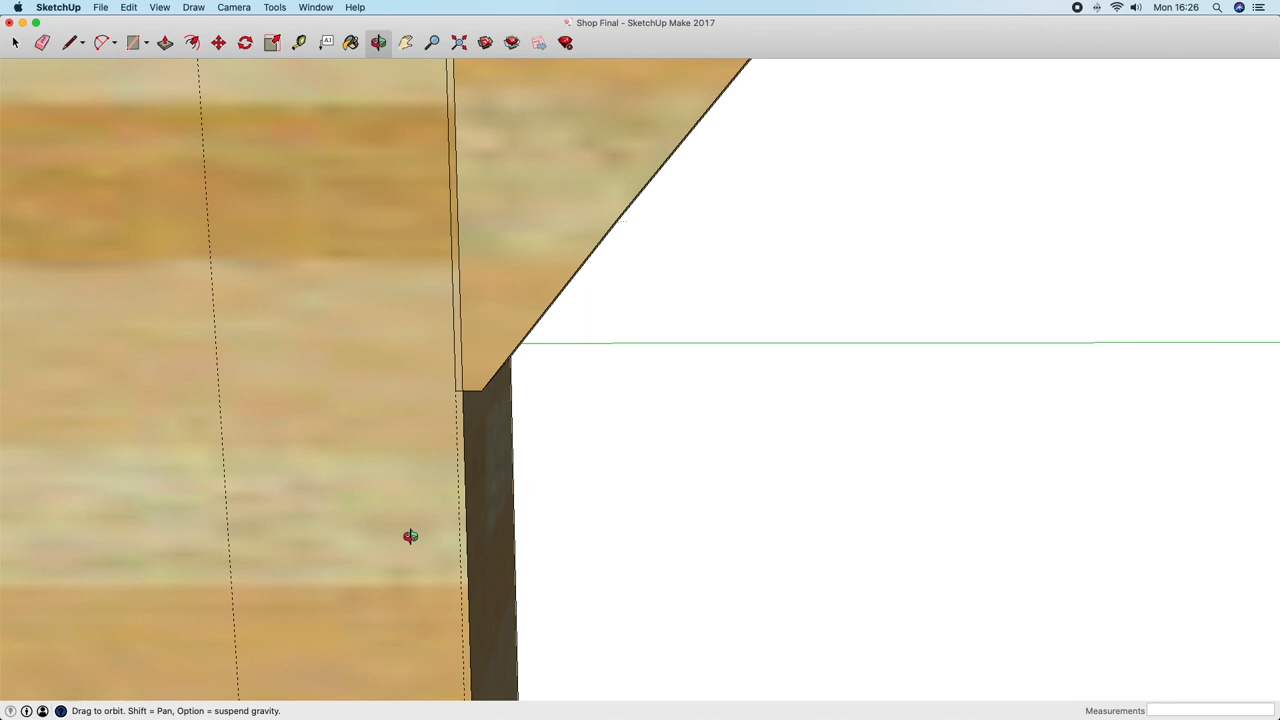 SketchUp File Edit View Draw Tools Camera Window Help Mon 16:26
Shop Final - SketchUp Make 2017
A1
Drag to orbit. Shift = Pan, Option = suspend gravity. Measurements